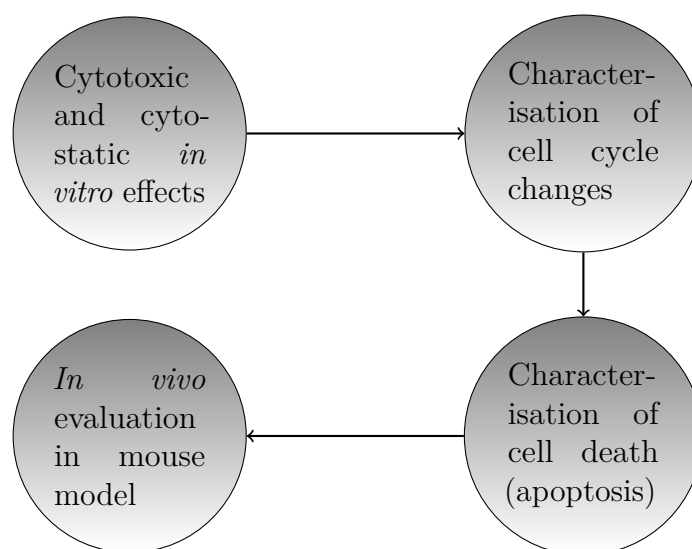 Cytotoxic
and cyto-
static in
vitro effects
Character-
isation of
cell cycle
changes
Character-
isation of
cell death
(apoptosis)
In vivo
evaluation
in mouse
model